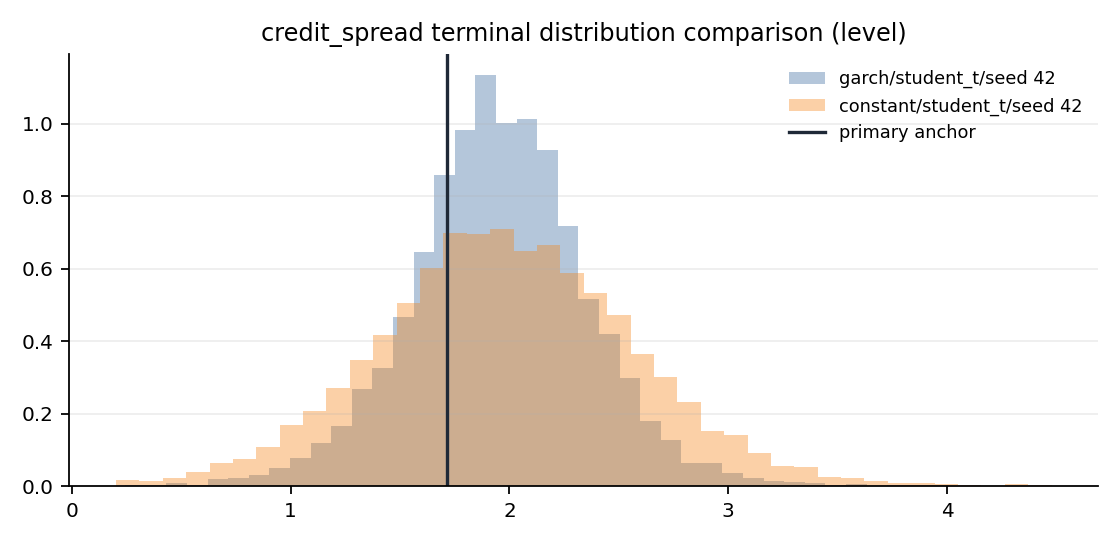 credit_spread terminal distribution comparison (level)
garch/student_t/seed 42
constant/student_t/seed 42
primary anchor
1.0
0.8
0.6
0.4
0.2
0.0
0 1 2 3 4